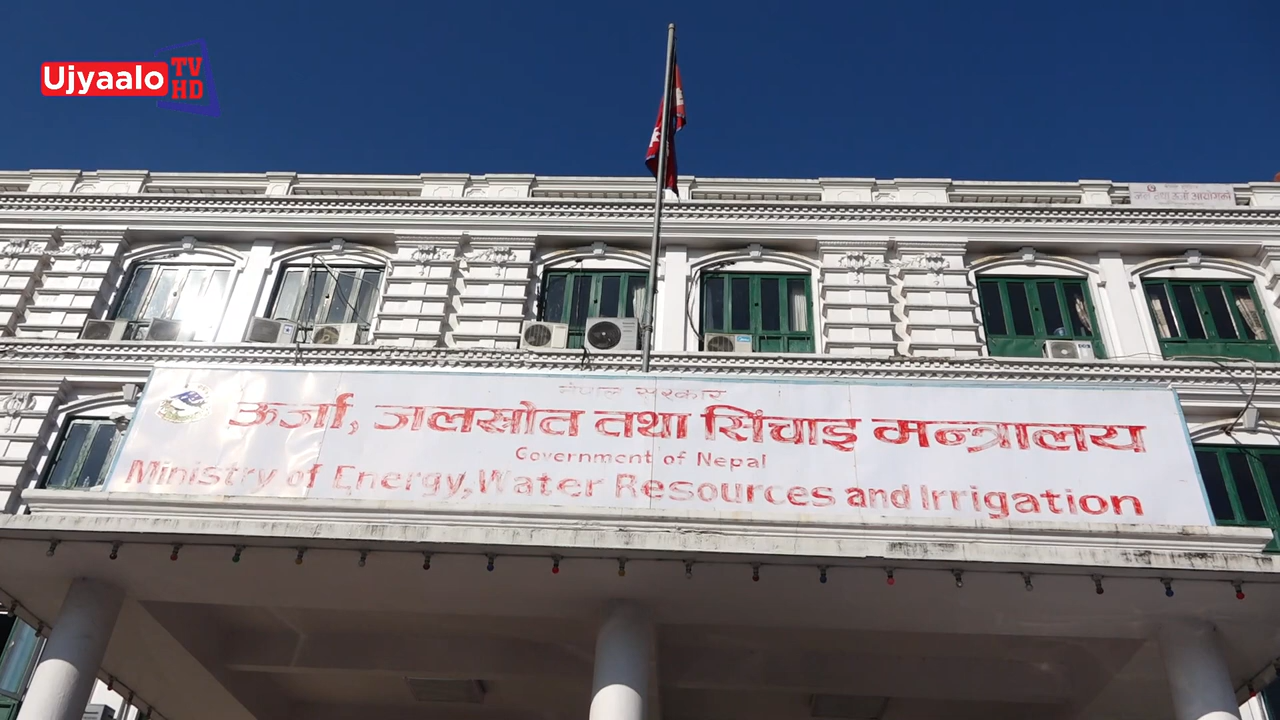 Ujyaalo TV HD
नेपाल सरकार
ऊर्जा, जलस्रोत तथा सिंचाइ मन्त्रालय
Government of Nepal
Ministry of Energy, Water Resources and Irrigation